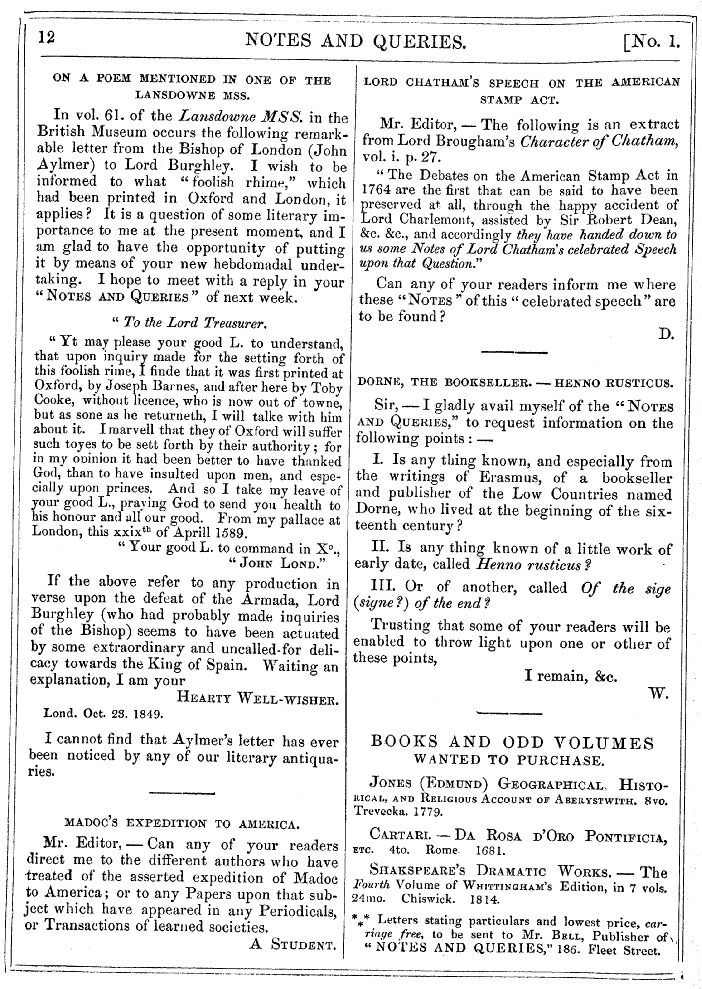 12
NOTES AND QUERIES.
[No. 1.
ON A POEM MENTIONED IN ONE OF THE
LANSDOWNE MSS.
In vol. 61. of the Lansdowne MSS. in the
British Museum occurs the following remark-
able letter from the Bishop of London (John
Aylmer) to Lord Burghley. I wish to be
informed to what "foolish rhime," which
had been printed in Oxford and London, it
applies? It is a question of some literary im-
portance to me at the present moment, and I
am glad to have the opportunity of putting
it by means of your new hebdomadal under-
taking. I hope to meet with a reply in your
"NOTES AND QUERIES" of next week.
"To the Lord Treasurer.
"Yt may please your good L. to understand,
that upon inquiry made for the setting forth of
this foolish rime, I finde that it was first printed at
Oxford, by Joseph Barnes, and after here by Toby
Cooke, without licence, who is now out of towne,
but as sone as he returneth, I will talke with him
about it. I marvell that they of Oxford will suffer
such toyes to be sett forth by their authority; for
in my opinion it had been better to have thanked
God, than to have insulted upon men, and espe-
cially upon princes. And so I take my leave of
your good L., praying God to send you health to
his honour and all our good. From my pallace at
London, this xxixth of Aprill 1589.
"Your good L. to command in Xo.,
"JOHN LOND."
If the above refer to any production in
verse upon the defeat of the Armada, Lord
Burghley (who had probably made inquiries
of the Bishop) seems to have been actuated
by some extraordinary and uncalled-for deli-
cacy towards the King of Spain. Waiting an
explanation, I am your
HEARTY WELL-WISHER.
Lond. Oct. 23. 1849.
I cannot find that Aylmer's letter has ever
been noticed by any of our literary antiqua-
ries.
MADOC'S EXPEDITION TO AMERICA.
Mr. Editor, — Can any of your readers
direct me to the different authors who have
treated of the asserted expedition of Madoc
to America; or to any Papers upon that sub-
ject which have appeared in any Periodicals,
or Transactions of learned societies.
A STUDENT.
LORD CHATHAM'S SPEECH ON THE AMERICAN
STAMP ACT.
Mr. Editor, — The following is an extract
from Lord Brougham's Character of Chatham,
vol. i. p. 27.
"The Debates on the American Stamp Act in
1764 are the first that can be said to have been
preserved at all, through the happy accident of
Lord Charlemont, assisted by Sir Robert Dean,
&c. &c., and accordingly they have handed down to
us some Notes of Lord Chatham's celebrated Speech
upon that Question."
Can any of your readers inform me where
these "NOTES" of this "celebrated speech" are
to be found?
D.
DORNE, THE BOOKSELLER. — HENNO RUSTICUS.
Sir, — I gladly avail myself of the "NOTES
AND QUERIES," to request information on the
following points: —
I. Is any thing known, and especially from
the writings of Erasmus, of a bookseller
and publisher of the Low Countries named
Dorne, who lived at the beginning of the six-
teenth century?
II. Is any thing known of a little work of
early date, called Henno rusticus?
III. Or of another, called Of the sige
(signe?) of the end?
Trusting that some of your readers will be
enabled to throw light upon one or other of
these points,
I remain, &c.
W.
BOOKS AND ODD VOLUMES
WANTED TO PURCHASE.
JONES (EDMUND) GEOGRAPHICAL, HISTO-
RICAL, AND RELIGIOUS ACCOUNT OF ABERYSTWITH. 8vo.
Trevecka. 1779.
CARTARI. — DA ROSA D'ORO PONTIFICIA,
ETC. 4to. Rome 1681.
SHAKSPEARE'S DRAMATIC WORKS. — The
Fourth Volume of WHITTINGHAM'S Edition, in 7 vols.
24mo. Chiswick. 1814.
*** Letters stating particulars and lowest price, car-
riage free, to be sent to Mr. BELL, Publisher of
"NOTES AND QUERIES," 186. Fleet Street.